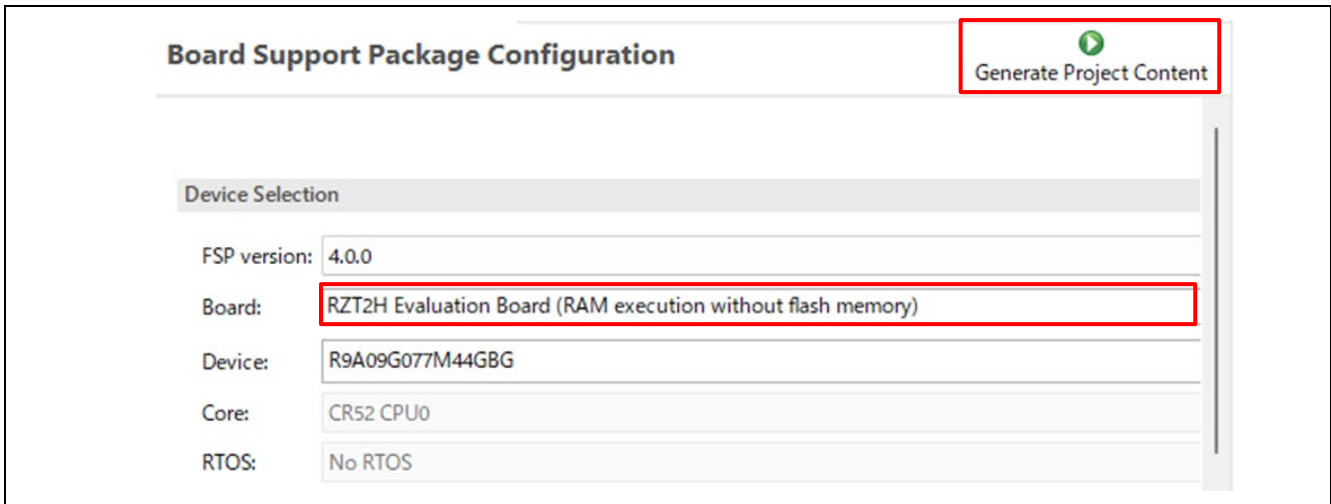 Board Support Package Configuration
Generate Project Content
Device Selection
FSP version: 4.0.0
Board: RZT2H Evaluation Board (RAM execution without flash memory)
Device: R9A09G077M44GBG
Core: CR52 CPU0
RTOS: No RTOS